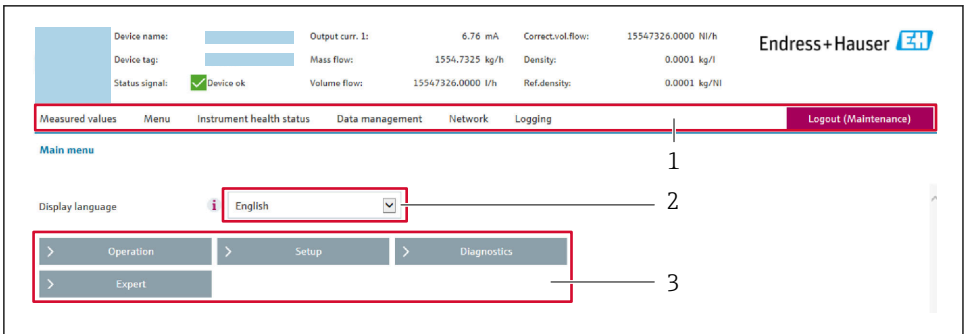 Device name: Output curr. 1: 6.76 mA Correct.vol.flow: 15547326.0000 Nl/h
Endress+Hauser EH
Device tag: Mass flow: 1554.7325 kg/h Density: 0.0001 kg/l
Status signal: Device ok Volume flow: 15547326.0000 l/h Ref.density: 0.0001 kg/Nl
Measured values Menu Instrument health status Data management Network Logging Logout (Maintenance)
1
Main menu
Display language i English 2
> Operation > Setup > Diagnostics
> Expert 3